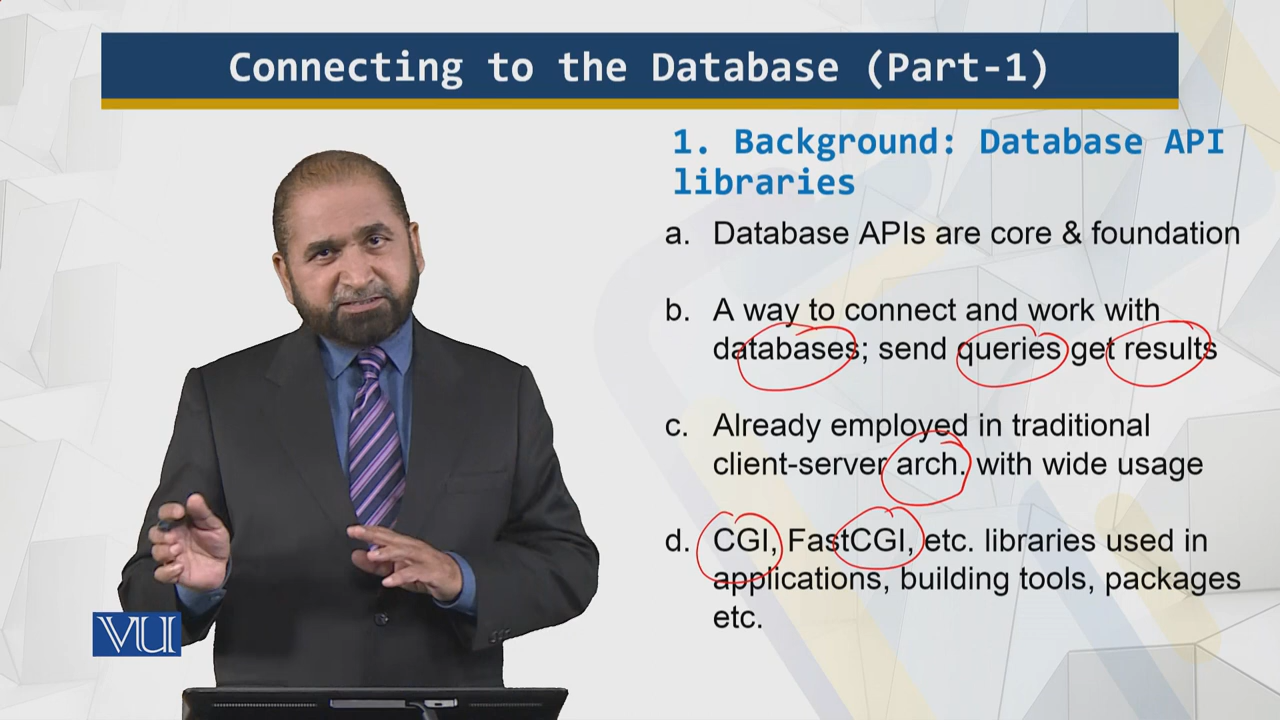 Connecting to the Database (Part-1)
1. Background: Database API
libraries
a. Database APIs are core & foundation
b. A way to connect and work with
databases; send queries get results
c. Already employed in traditional
client-server arch. with wide usage
d. CGI, FastCGI, etc. libraries used in
applications, building tools, packages
etc.
VU